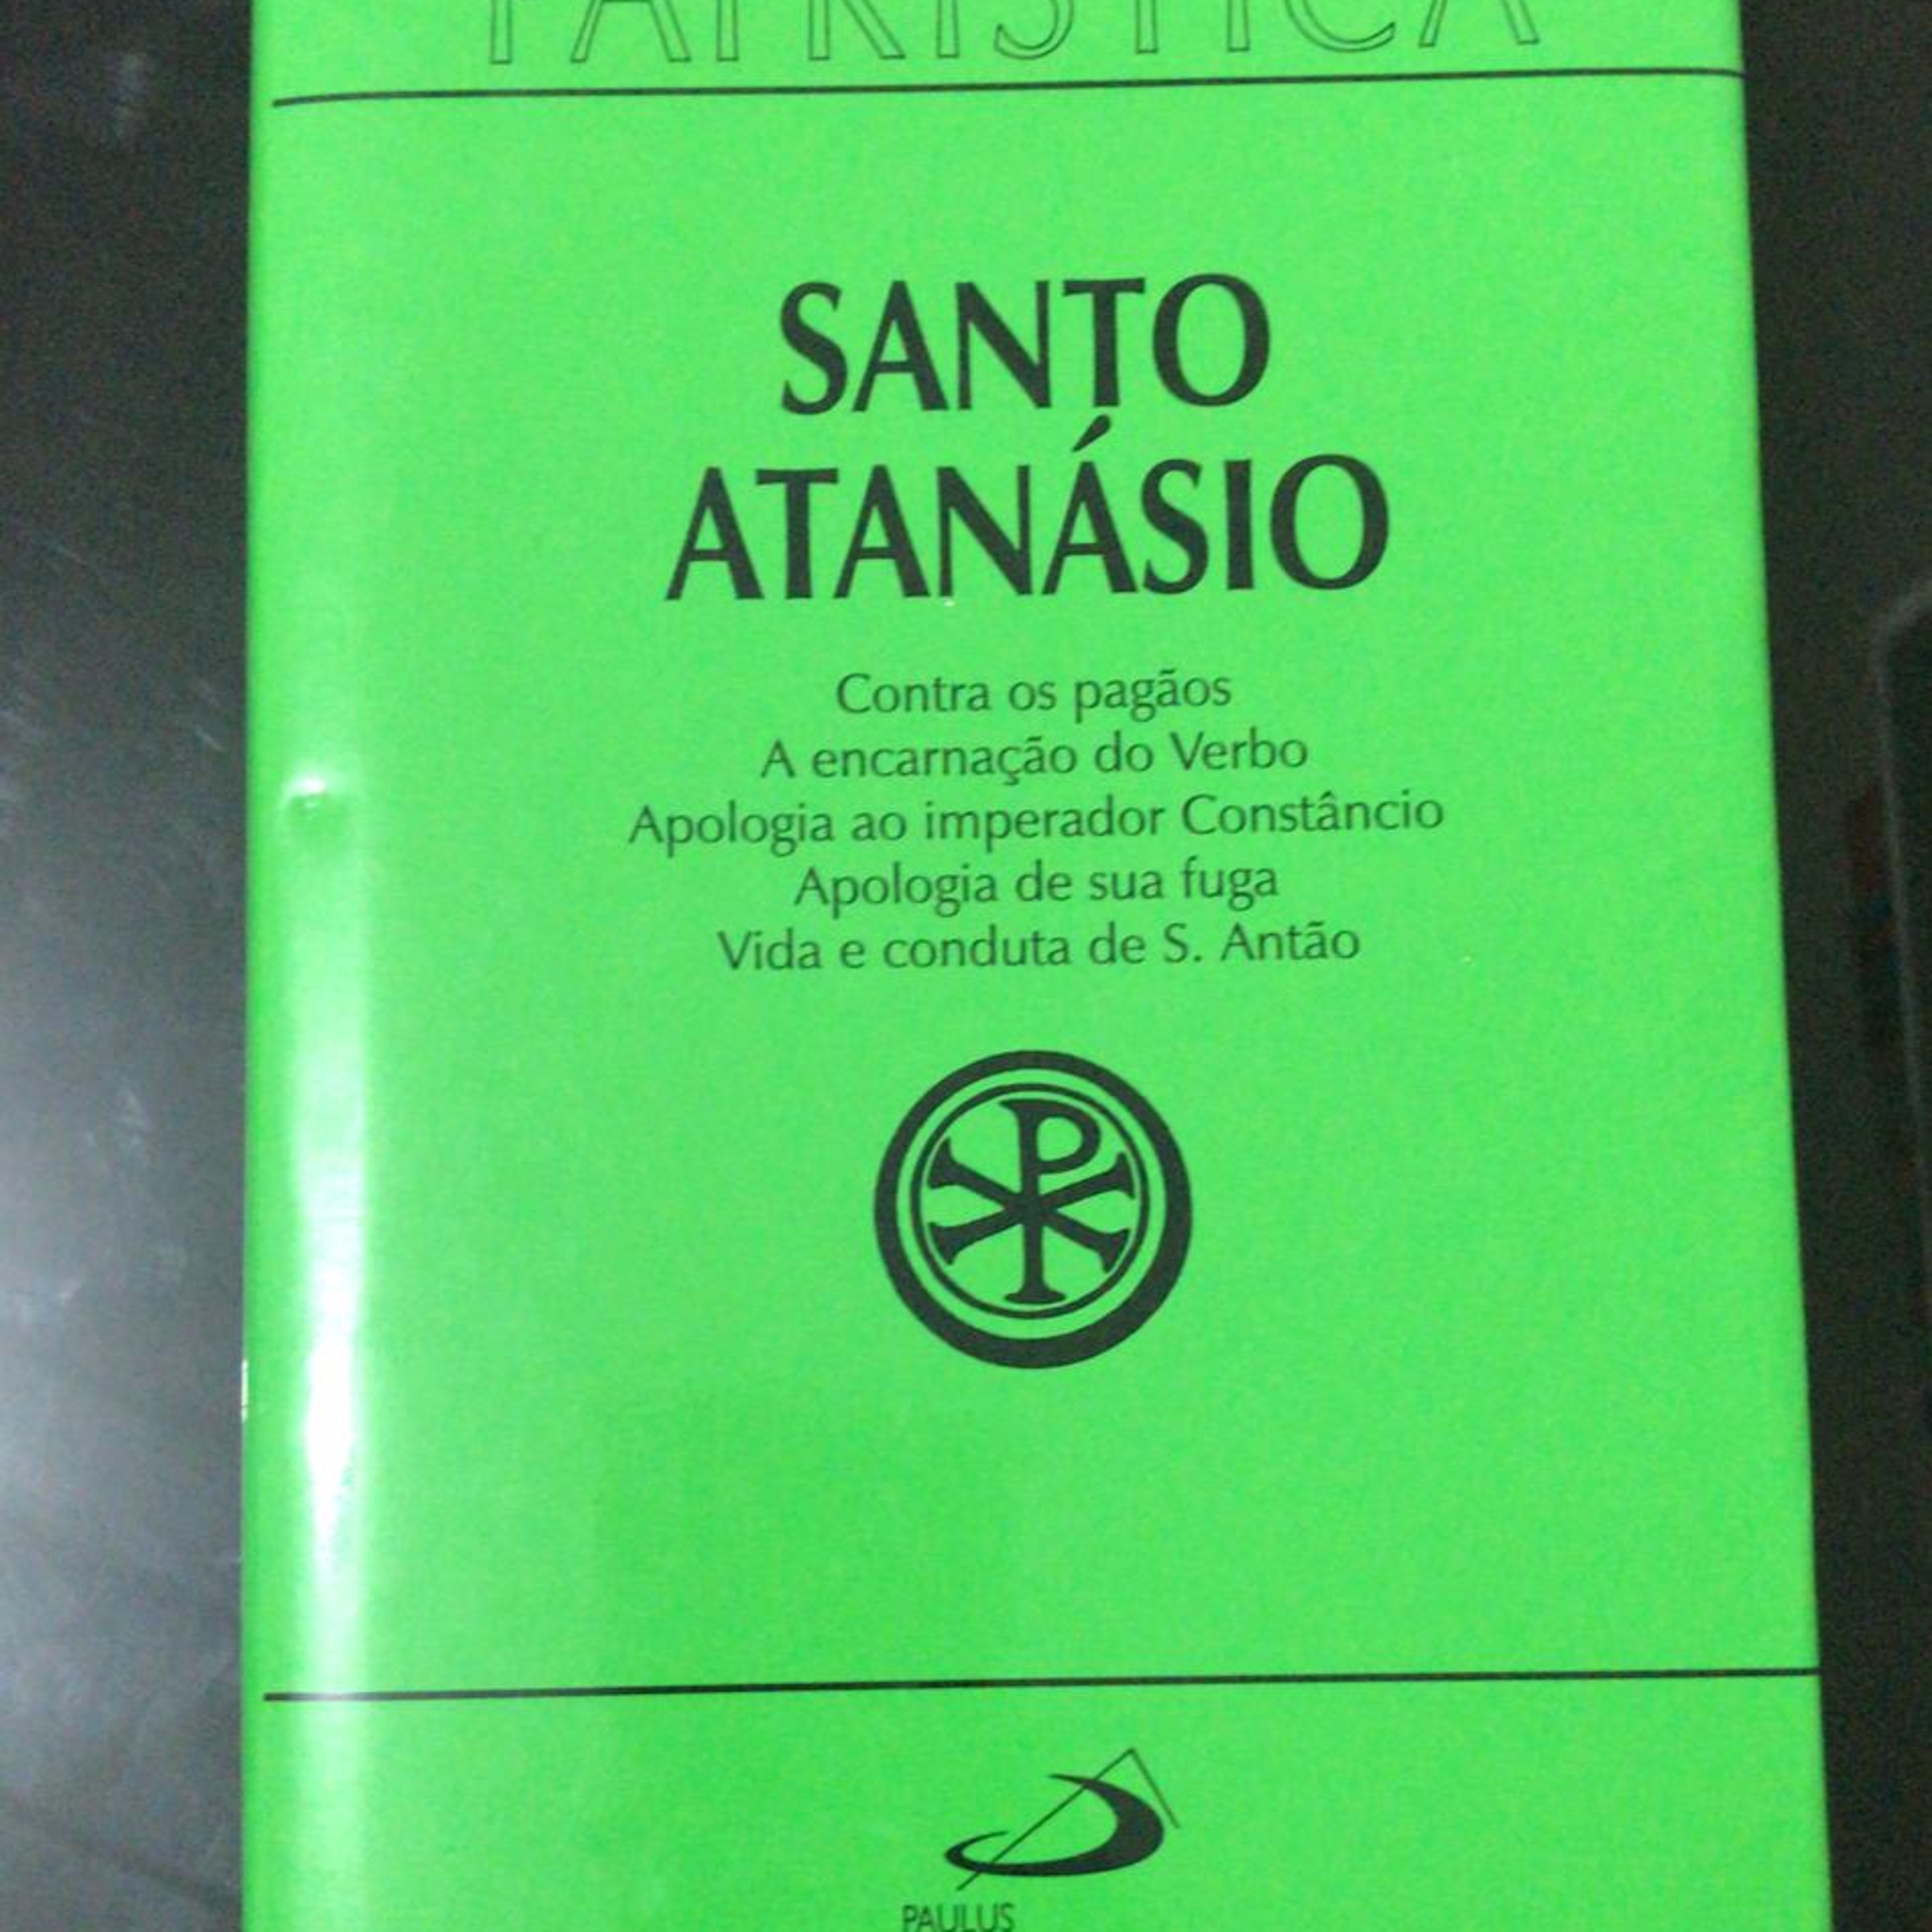 PATRÍSTICA
SANTO
ATANÁSIO
Contra os pagãos
A encarnação do Verbo
Apologia ao imperador Constâncio
Apologia de sua fuga
Vida e conduta de S. Antão
PAULUS